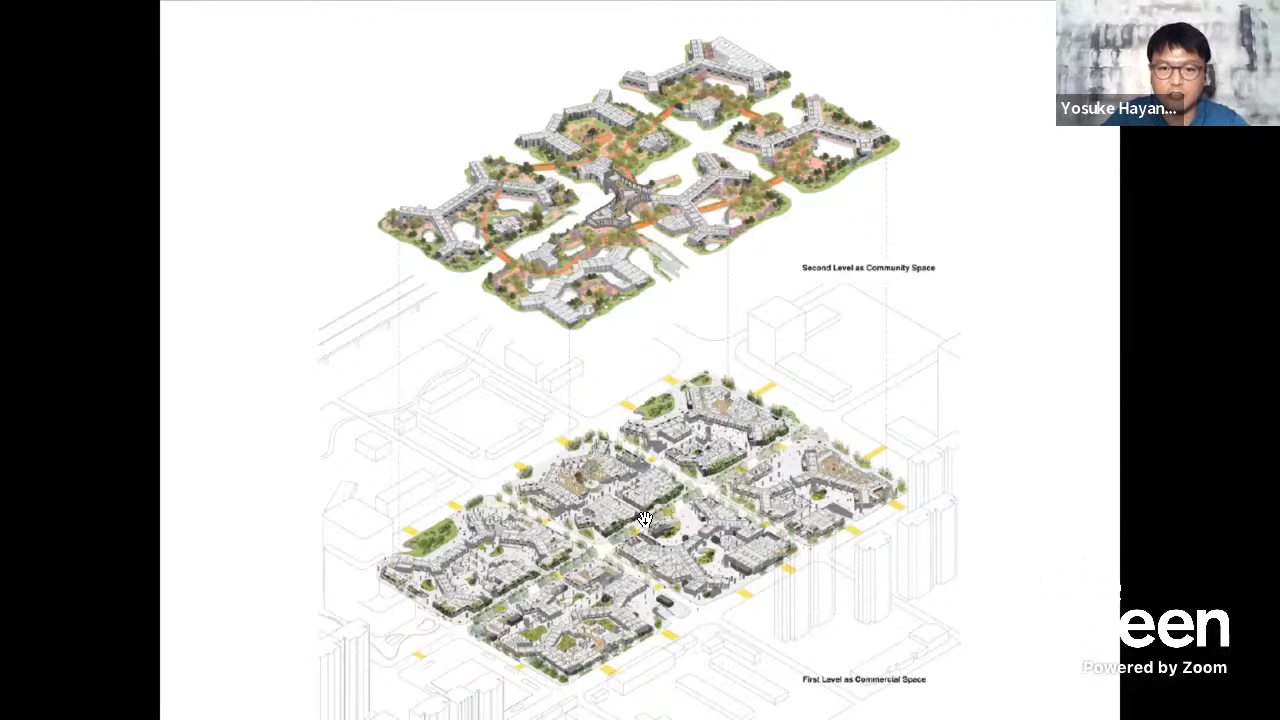 Yosuke Hayan...
Second Level as Community Space
een
Powered by Zoom
First Level as Commercial Space